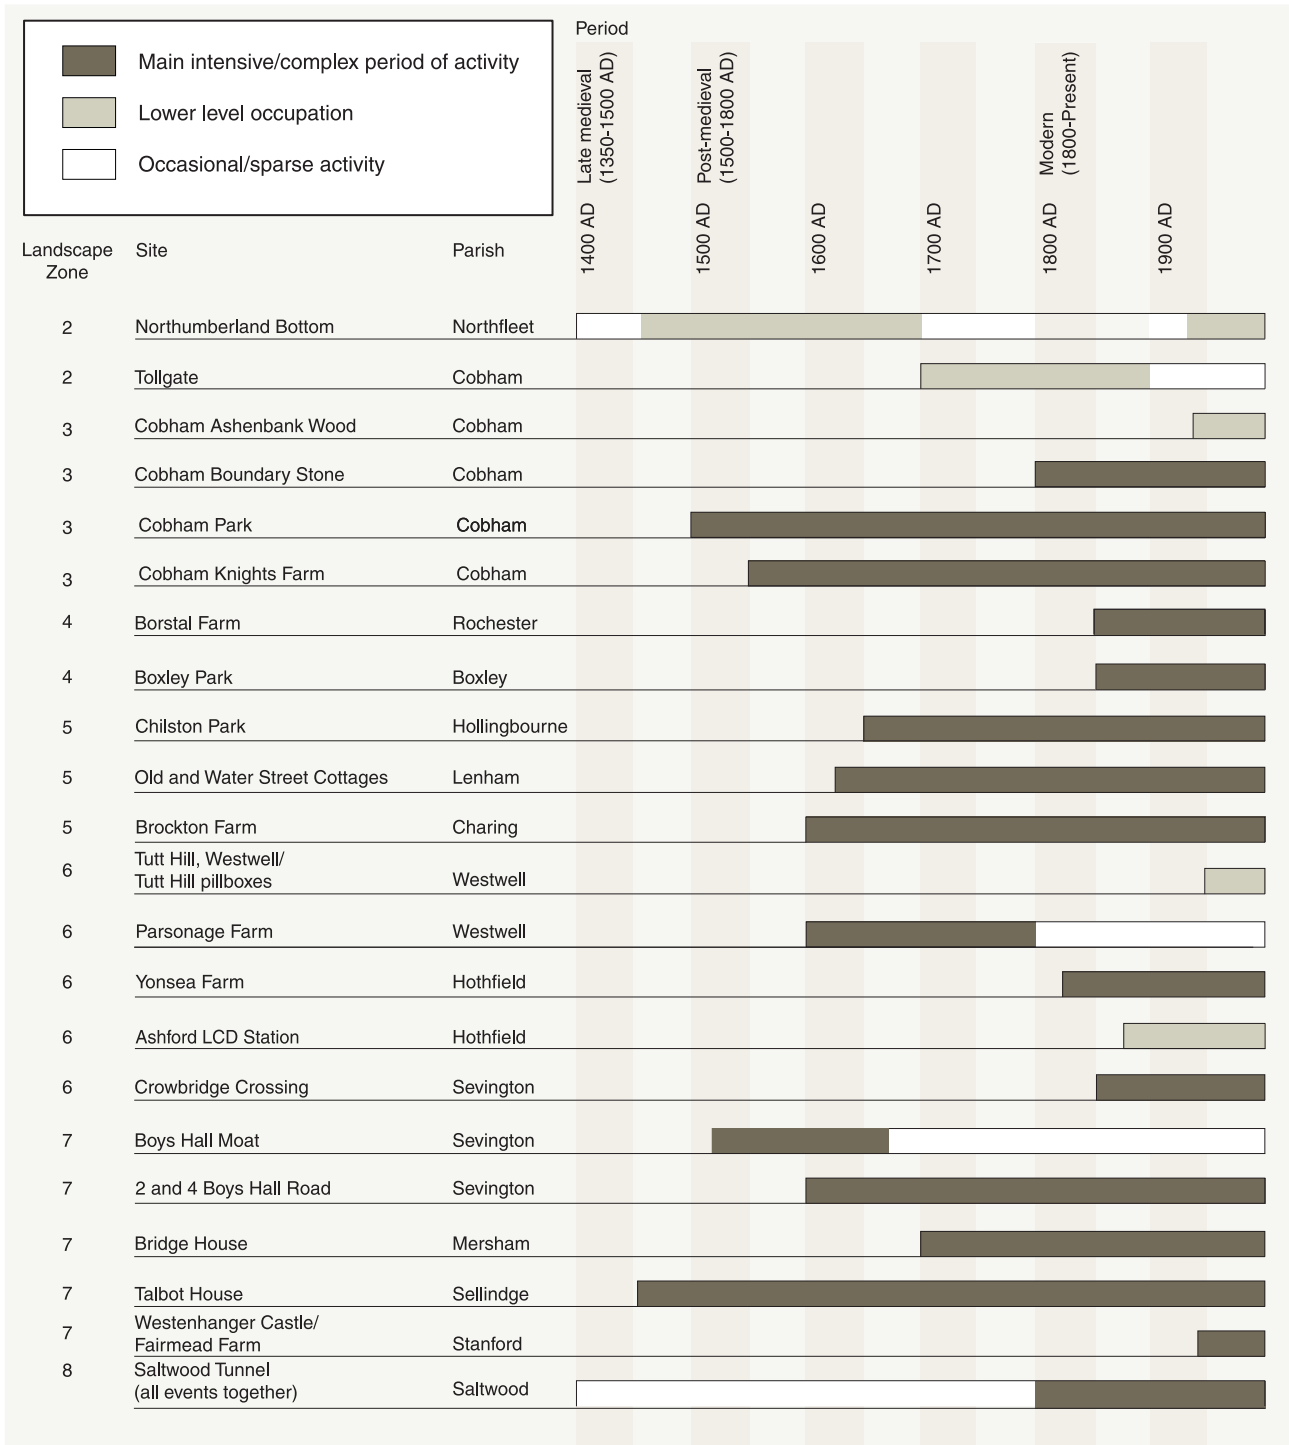 Period
Main intensive/complex period of activity
Lower level occupation
Occasional/sparse activity
Late medieval
(1350-1500 AD)
Post-medieval
(1500-1800 AD)
Modern
(1800-Present)
1400 AD
1500 AD
1600 AD
1700 AD
1800 AD
1900 AD
Landscape
Zone
Site
Parish
2 Northumberland Bottom Northfleet
2 Tollgate Cobham
3 Cobham Ashenbank Wood Cobham
3 Cobham Boundary Stone Cobham
3 Cobham Park Cobham
3 Cobham Knights Farm Cobham
4 Borstal Farm Rochester
4 Boxley Park Boxley
5 Chilston Park Hollingbourne
5 Old and Water Street Cottages Lenham
5 Brockton Farm Charing
Tutt Hill, Westwell/
6 Tutt Hill pillboxes Westwell
6 Parsonage Farm Westwell
6 Yonsea Farm Hothfield
6 Ashford LCD Station Hothfield
6 Crowbridge Crossing Sevington
7 Boys Hall Moat Sevington
7 2 and 4 Boys Hall Road Sevington
7 Bridge House Mersham
7 Talbot House Sellindge
Westenhanger Castle/
7 Fairmead Farm Stanford
8 Saltwood Tunnel
(all events together) Saltwood